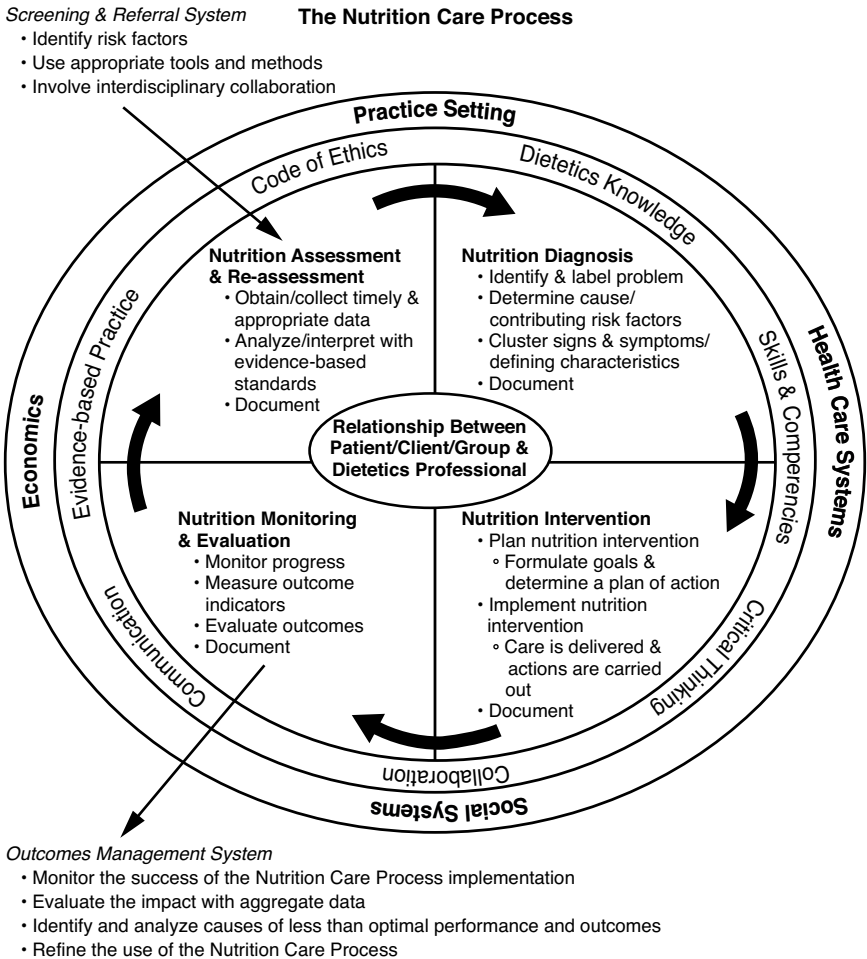 Screening & Referral System
• Identify risk factors
• Use appropriate tools and methods
• Involve interdisciplinary collaboration
The Nutrition Care Process
Practice Setting
Code of Ethics
Dietetics Knowledge
Nutrition Assessment
& Re-assessment
• Obtain/collect timely &
appropriate data
• Analyze/interpret with
evidence-based
standards
• Document
Nutrition Diagnosis
• Identify & label problem
• Determine cause/
contributing risk factors
• Cluster signs & symptoms/
defining characteristics
• Document
Evidence-based Practice
Economics
Skills & Comperencies
Health Care Systems
Relationship Between
Patient/Client/Group &
Dietetics Professional
Nutrition Monitoring
& Evaluation
• Monitor progress
• Measure outcome
indicators
• Evaluate outcomes
• Document
Nutrition Intervention
• Plan nutrition intervention
° Formulate goals &
determine a plan of action
• Implement nutrition
intervention
° Care is delivered &
actions are carried
out
• Document
Communication
Critical Thinking
Collaboration
Social Systems
Outcomes Management System
• Monitor the success of the Nutrition Care Process implementation
• Evaluate the impact with aggregate data
• Identify and analyze causes of less than optimal performance and outcomes
• Refine the use of the Nutrition Care Process